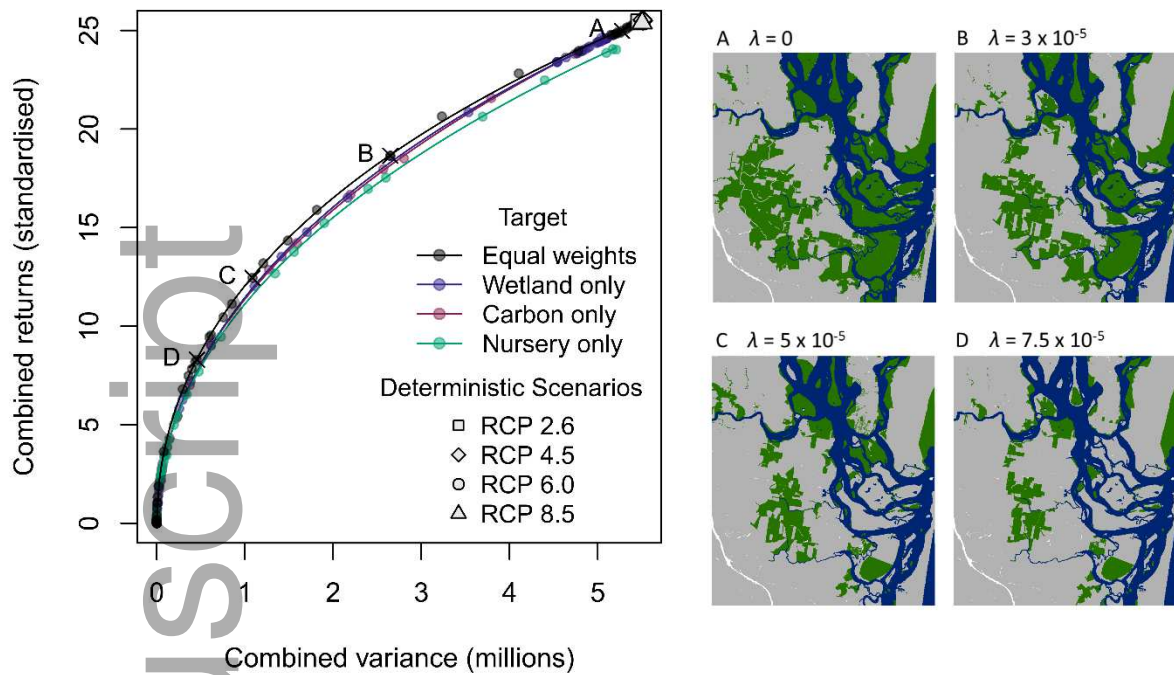 Combined returns (standardised)
25
20
15
10
5
0
0 1 2 3 4 5
Combined variance (millions)
A
B
C
D
Target
Equal weights
Wetland only
Carbon only
Nursery only
Deterministic Scenarios
RCP 2.6
RCP 4.5
RCP 6.0
RCP 8.5
uscript
A λ = 0
B λ = 3 x 10⁻⁵
C λ = 5 x 10⁻⁵
D λ = 7.5 x 10⁻⁵